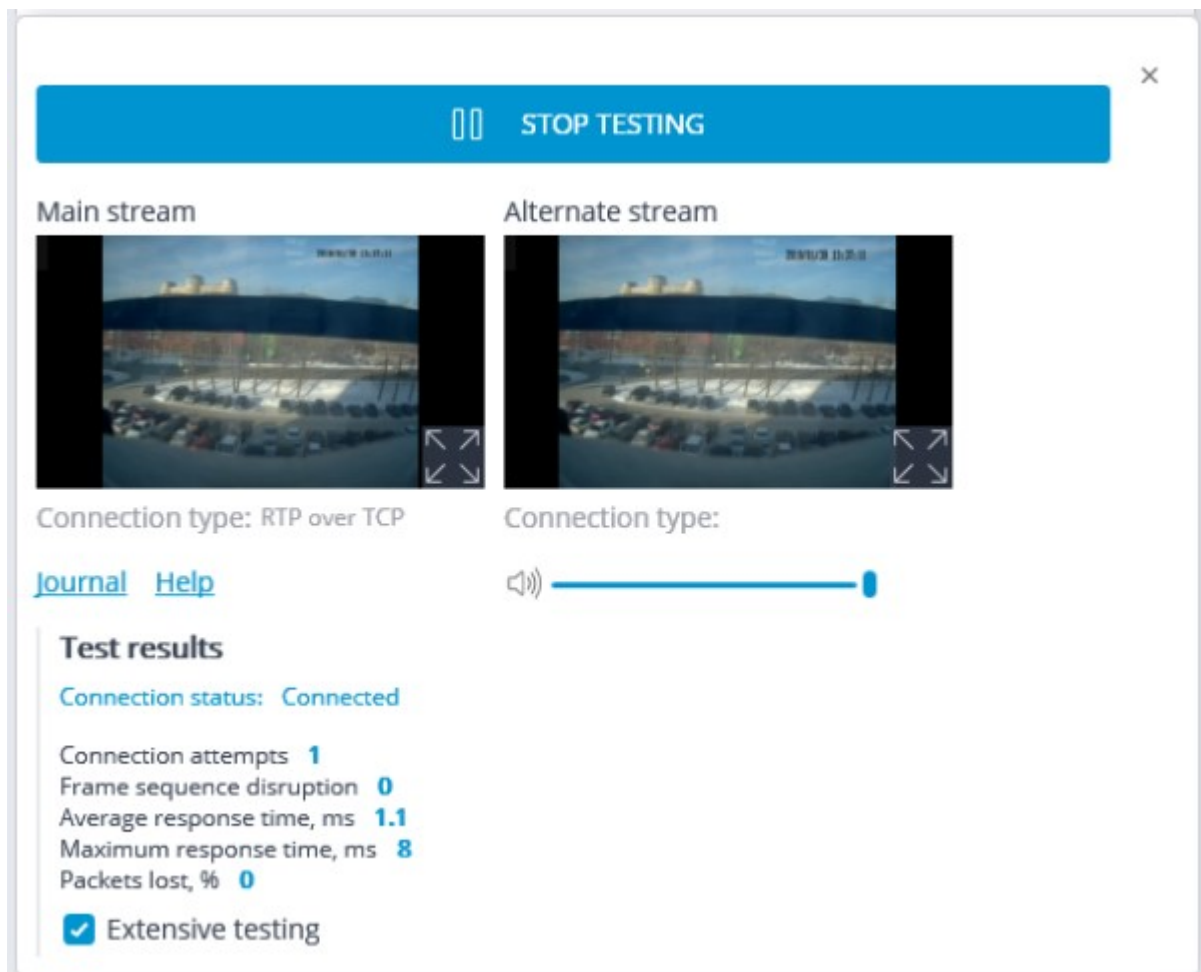 STOP TESTING
Main stream
Alternate stream
Connection type: RTP over TCP
Connection type:
Journal Help
Test results
Connection status: Connected
Connection attempts 1
Frame sequence disruption 0
Average response time, ms 1.1
Maximum response time, ms 8
Packets lost, % 0
Extensive testing